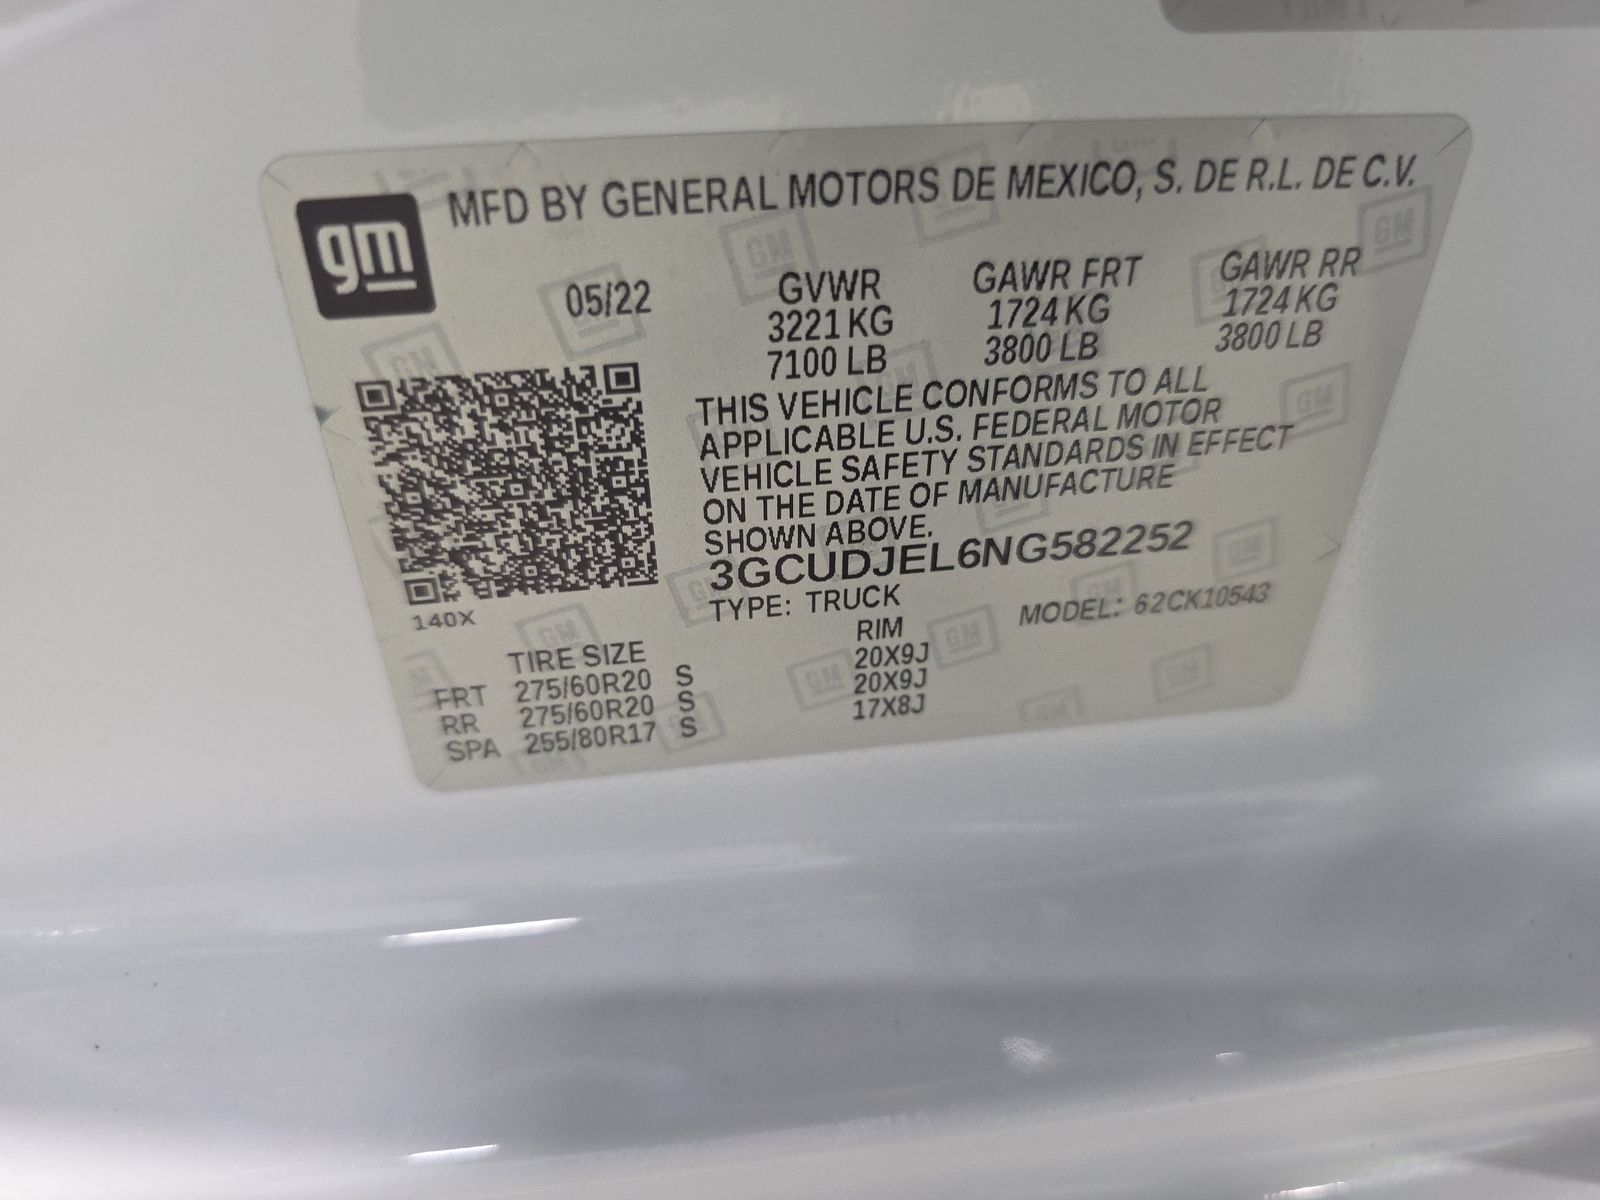 gm
MFD BY GENERAL MOTORS DE MEXICO, S. DE R.L. DE C.V.
05/22 GVWR GAWR FRT GAWR RR
3221 KG 1724 KG 1724 KG
7100 LB 3800 LB 3800 LB
THIS VEHICLE CONFORMS TO ALL
APPLICABLE U.S. FEDERAL MOTOR
VEHICLE SAFETY STANDARDS IN EFFECT
ON THE DATE OF MANUFACTURE
SHOWN ABOVE.
3GCUDJEL6NG582252
TYPE: TRUCK MODEL: 62CK10543
140X
TIRE SIZE RIM
FRT 275/60R20 S 20X9J
RR 275/60R20 S 20X9J
SPA 255/80R17 S 17X8J